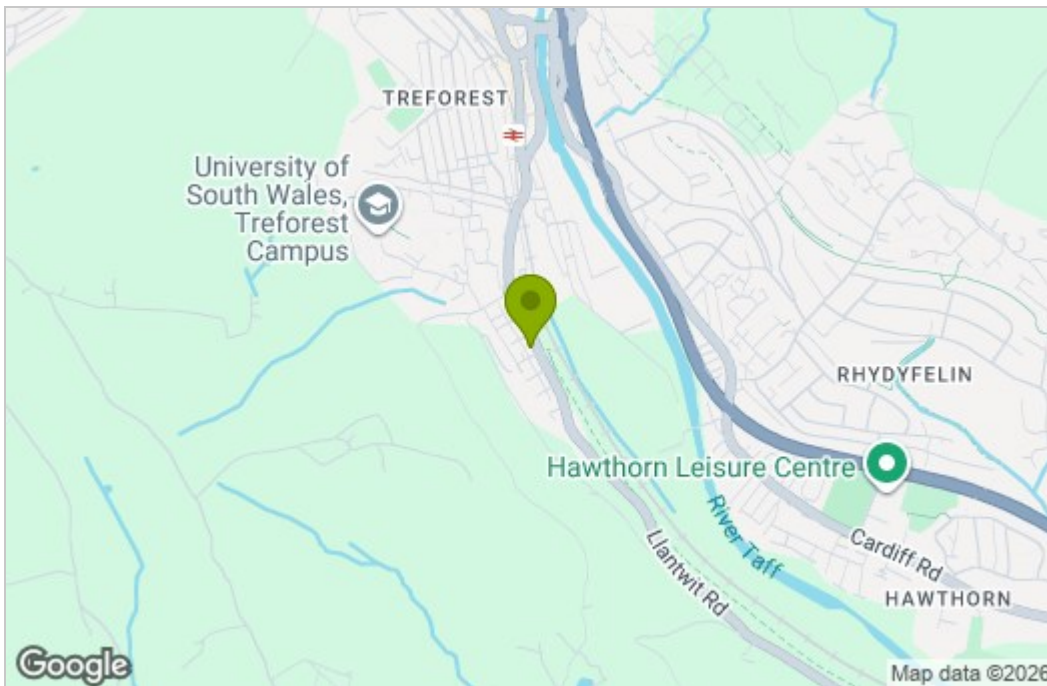 TREFOREST
University of
South Wales,
Treforest
Campus
RHYDYFELIN
Hawthorn Leisure Centre
River Taff
Llantwit Rd
Cardiff Rd
HAWTHORN
Google
Map data ©2026